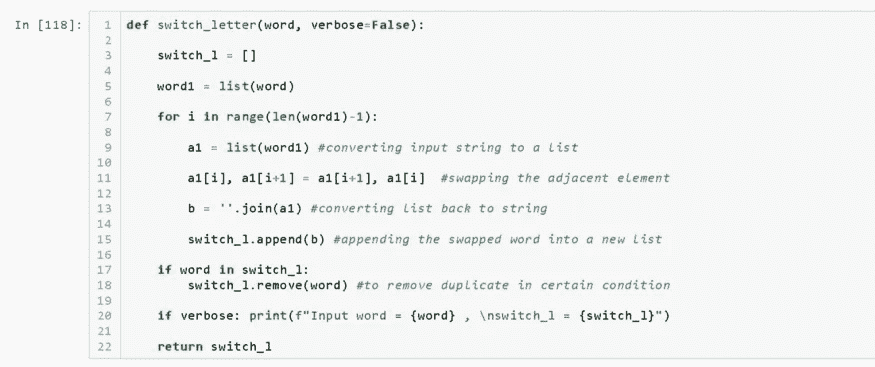 In [118]:
1 def switch_letter(word, verbose=False):
2
3     switch_l = []
4
5     word1 = list(word)
6
7     for i in range(len(word1)-1):
8
9         a1 = list(word1) #converting input string to a list
10
11         a1[i], a1[i+1] = a1[i+1], a1[i]  #swapping the adjacent element
12
13         b = ''.join(a1) #converting list back to string
14
15         switch_l.append(b) #appending the swapped word into a new list
16
17     if word in switch_l:
18         switch_l.remove(word) #to remove duplicate in certain condition
19
20     if verbose: print(f"Input word = {word} , \nswitch_l = {switch_l}")
21
22     return switch_l